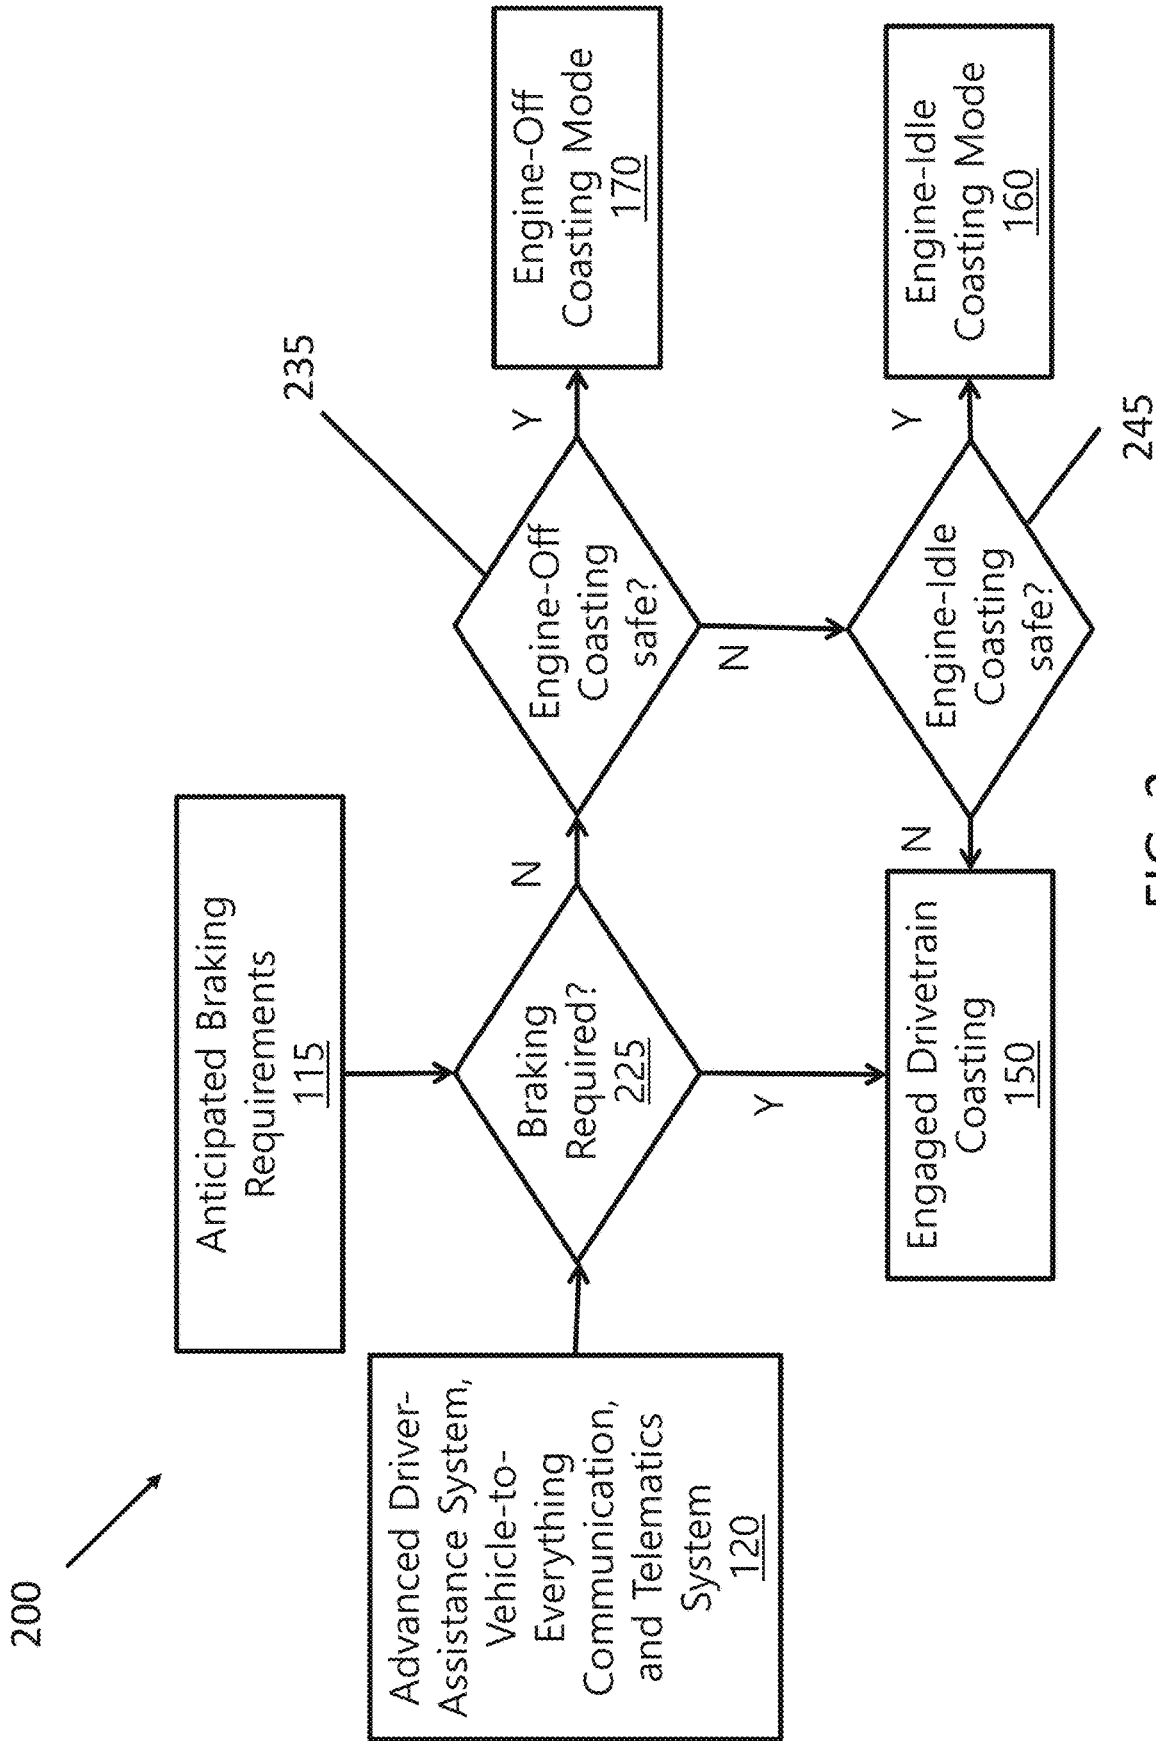 200
Anticipated Braking
Requirements
115
Advanced Driver-
Assistance System,
Vehicle-to-
Everything
Communication,
and Telematics
System
120
Braking
Required?
225
N
Y
235
Engine-Off
Coasting
safe?
Y
N
Engine-Off
Coasting Mode
170
Engaged Drivetrain
Coasting
150
N
Engine-Idle
Coasting
safe?
Y
245
Engine-Idle
Coasting Mode
160